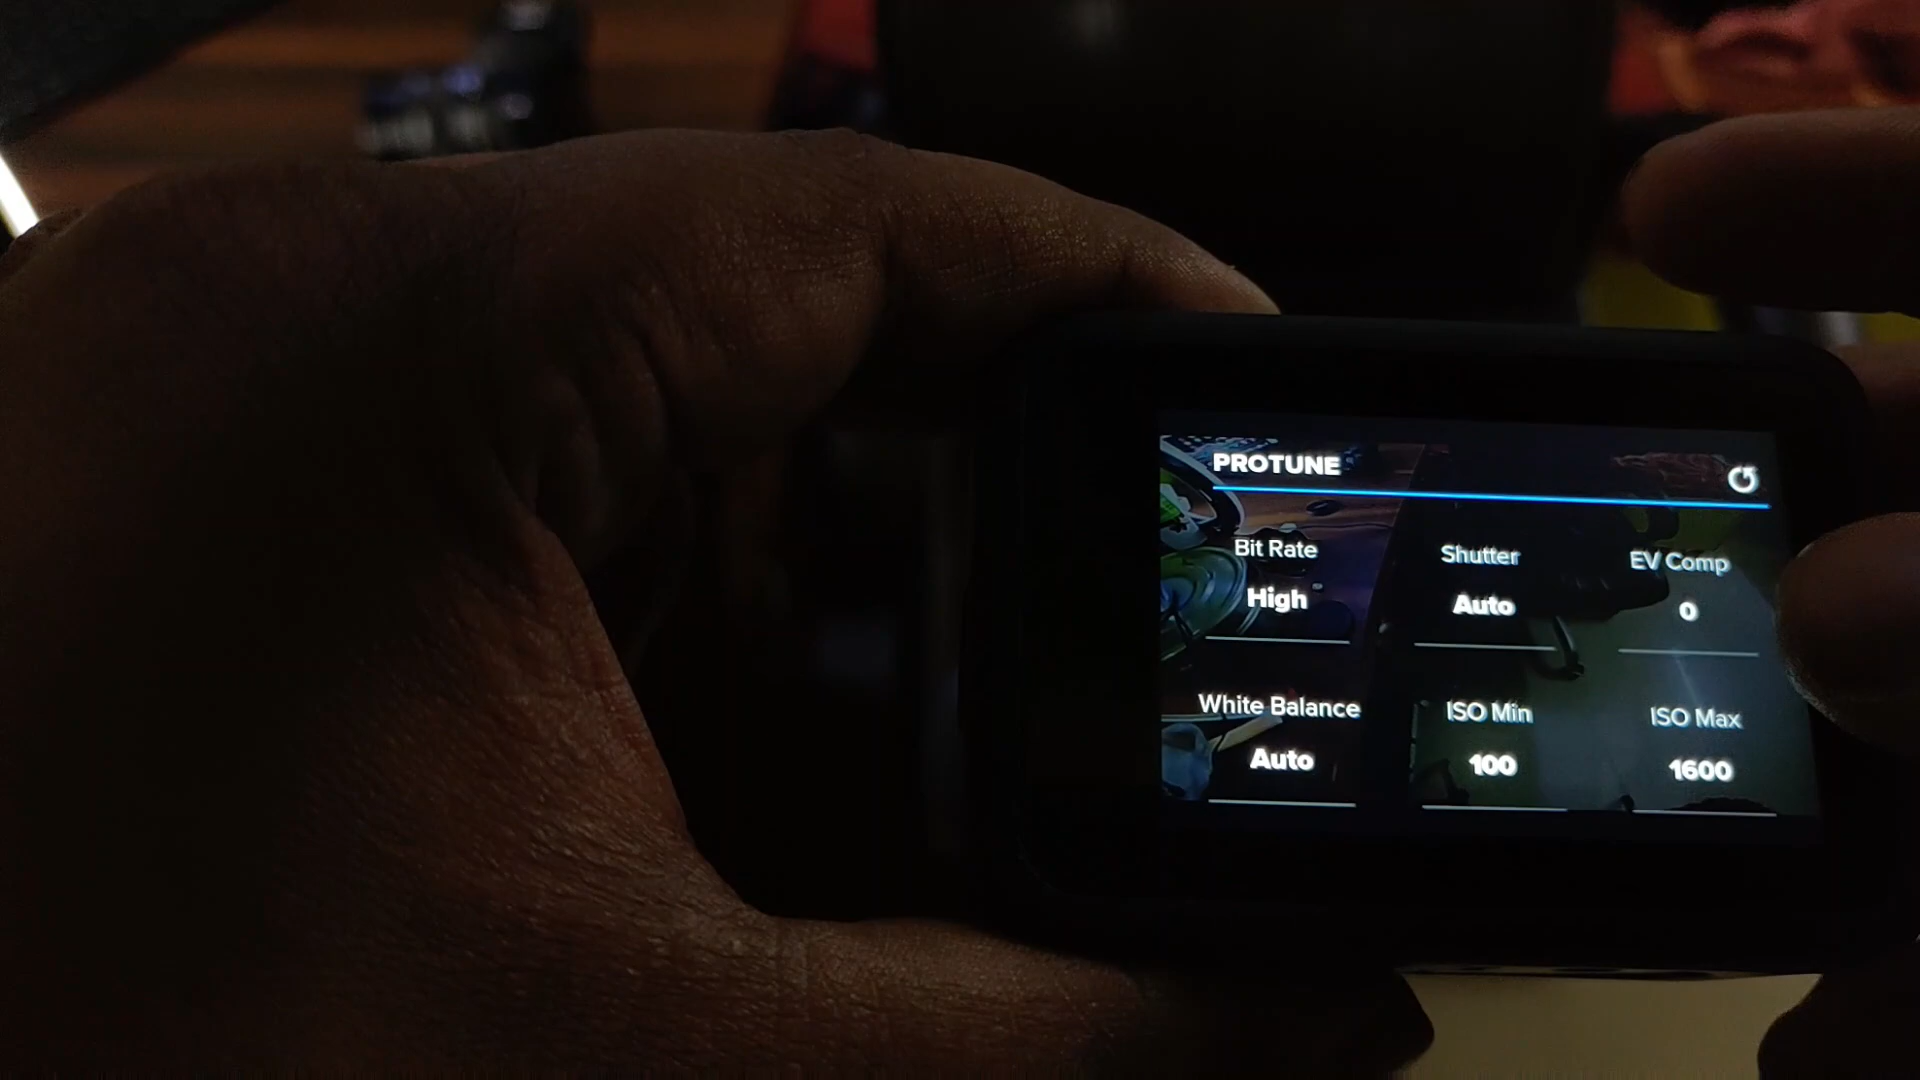 PROTUNE
Bit Rate Shutter EV Comp
High Auto 0
White Balance ISO Min ISO Max
Auto 100 1600